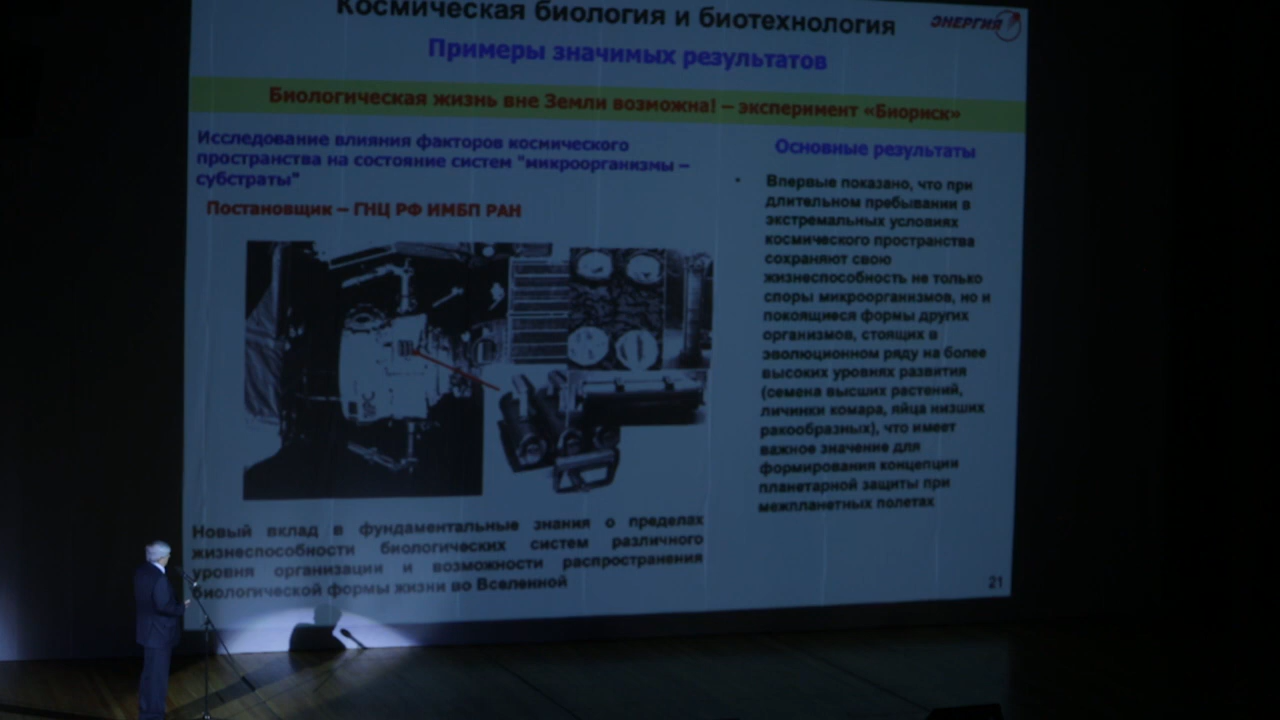 Космическая биология и биотехнология
ЭНЕРГИЯ
Примеры значимых результатов
Биологическая жизнь вне Земли возможна! – эксперимент «Биориск»
Исследование влияния факторов космического
пространства на состояние систем "микроорганизмы –
субстраты"
Постановщик – ГНЦ РФ ИМБП РАН
Новый вклад в фундаментальные знания о пределах
жизнеспособности биологических систем различного
уровня организации и возможности распространения
биологической формы жизни во Вселенной
Основные результаты
• Впервые показано, что при
длительном пребывании в
экстремальных условиях
космического пространства
сохраняют свою
жизнеспособность не только
споры микроорганизмов, но и
покоящиеся формы других
организмов, стоящих в
эволюционном ряду на более
высоких уровнях развития
(семена высших растений,
личинки комара, яйца низших
ракообразных), что имеет
важное значение для
формирования концепции
планетарной защиты при
межпланетных полетах
21